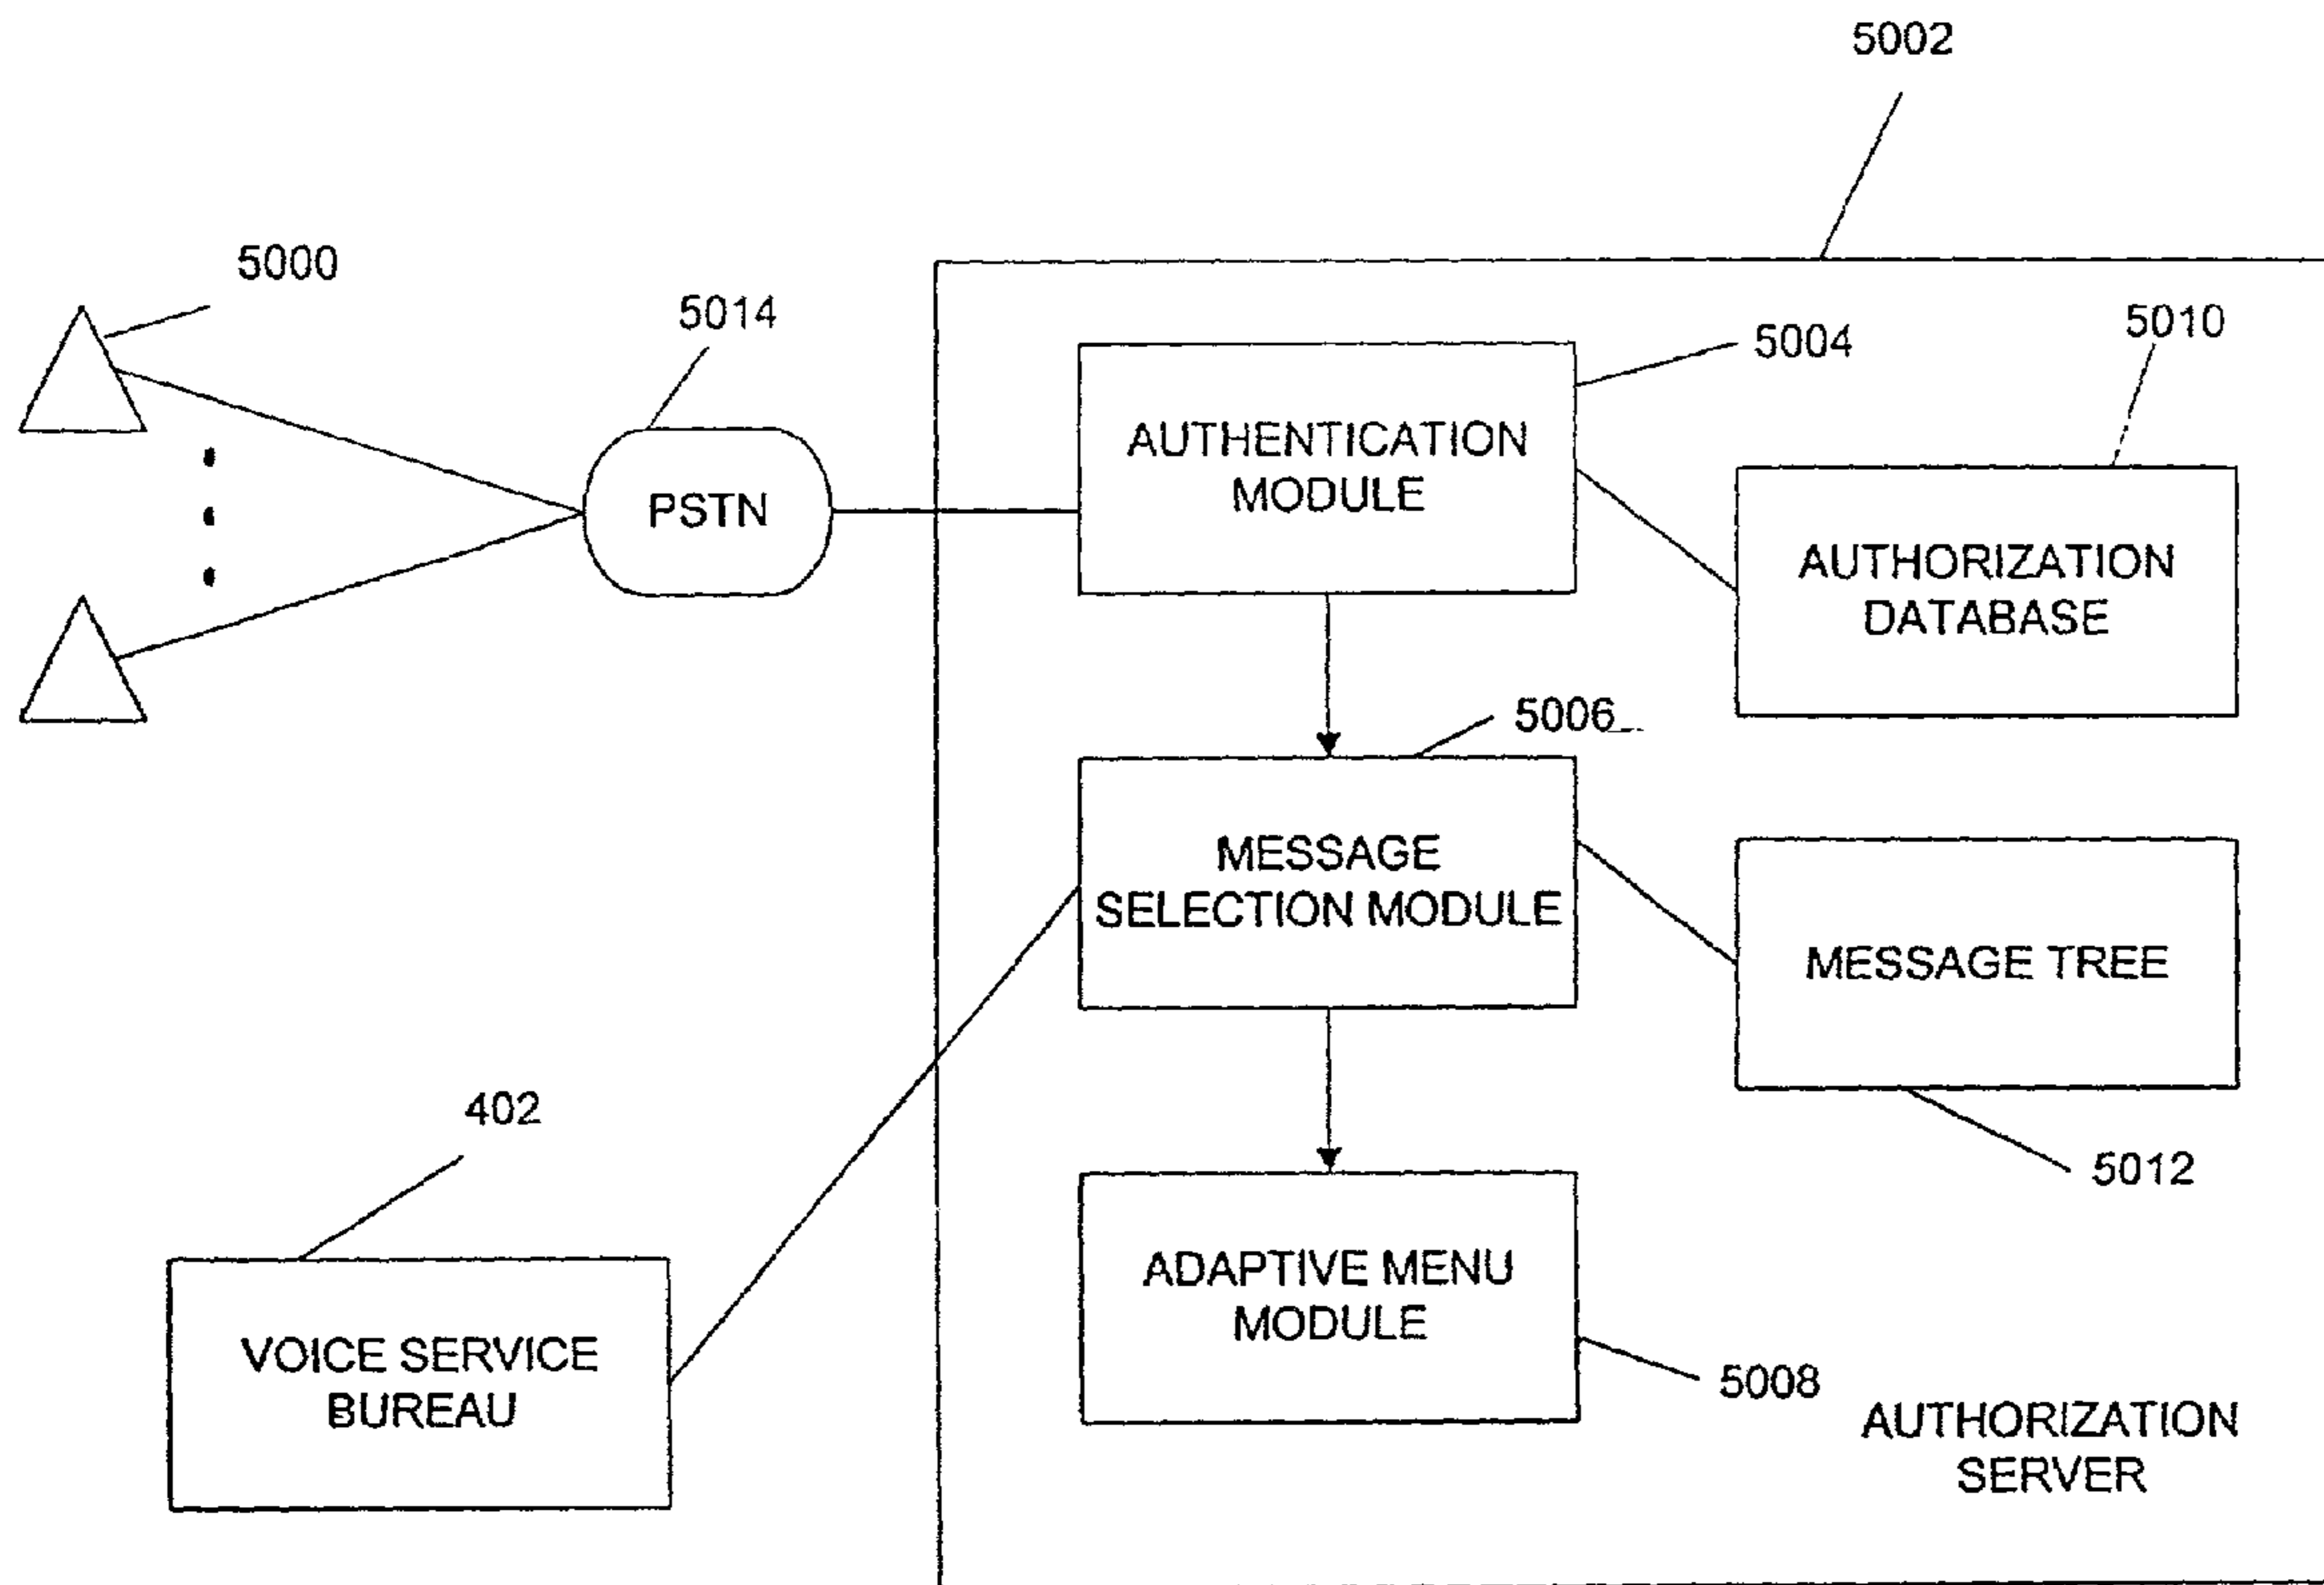 5002
5000
5014
5004
5010
AUTHENTICATION
MODULE
PSTN
AUTHORIZATION
DATABASE
5006
MESSAGE
SELECTION MODULE
MESSAGE TREE
402
5012
ADAPTIVE MENU
MODULE
VOICE SERVICE
BUREAU
5008
AUTHORIZATION
SERVER